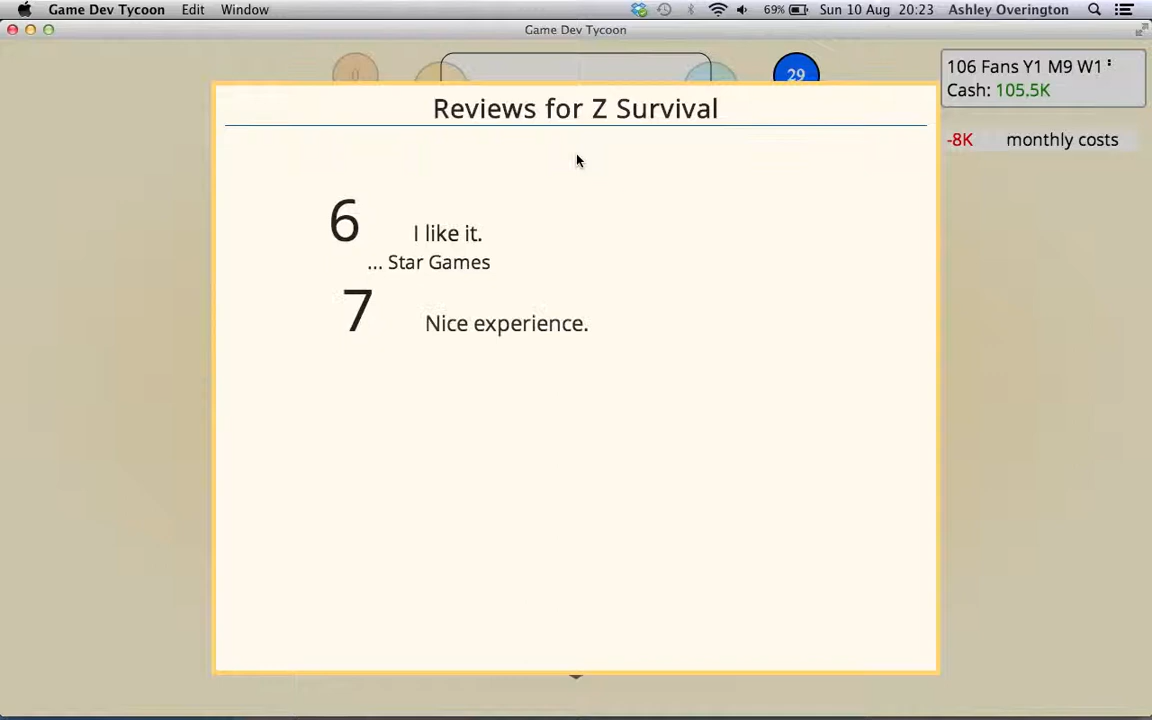 Game Dev Tycoon Edit Window 69% Sun 10 Aug 20:23 Ashley Overington
Game Dev Tycoon
0 29
106 Fans Y1 M9 W1
Cash: 105.5K
-8K monthly costs
Reviews for Z Survival
6 I like it.
... Star Games
7 Nice experience.